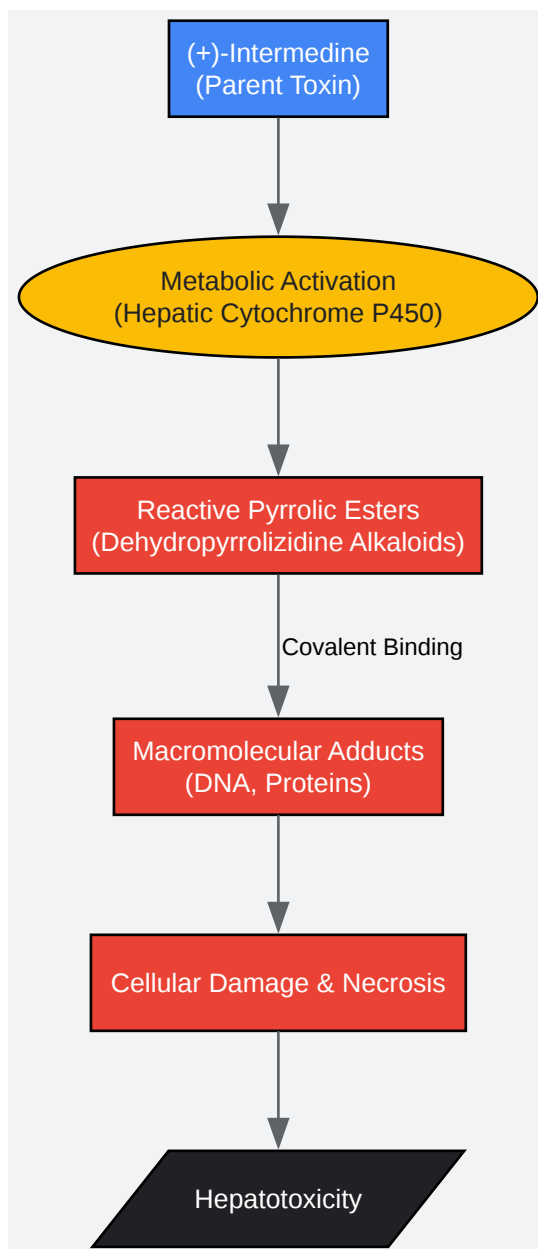 (+)-Intermedine
(Parent Toxin)
Metabolic Activation
(Hepatic Cytochrome P450)
Reactive Pyrrolic Esters
(Dehydropyrrolizidine Alkaloids)
Covalent Binding
Macromolecular Adducts
(DNA, Proteins)
Cellular Damage & Necrosis
Hepatotoxicity